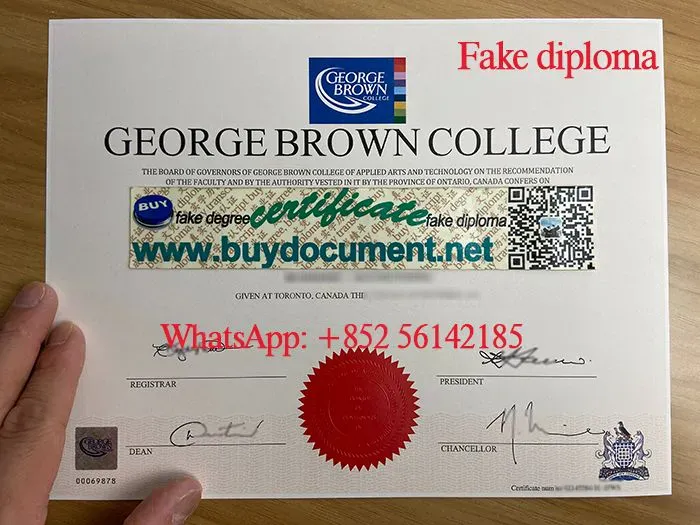 Fake diploma
GEORGE
BROWN
COLLEGE
GEORGE BROWN COLLEGE
THE BOARD OF GOVERNORS OF GEORGE BROWN COLLEGE OF APPLIED ARTS AND TECHNOLOGY ON THE RECOMMENDATION
OF THE FACULTY AND BY THE AUTHORITY VESTED IN IT BY THE PROVINCE OF ONTARIO, CANADA CONFERS ON
BUY fake degree certificate fake diploma
www.buydocument.net
GIVEN AT TORONTO, CANADA THI
WhatsApp: +852 56142185
REGISTRAR
PRESIDENT
DEAN
CHANCELLOR
GEORGE
BROWN
00069878
Certificate num